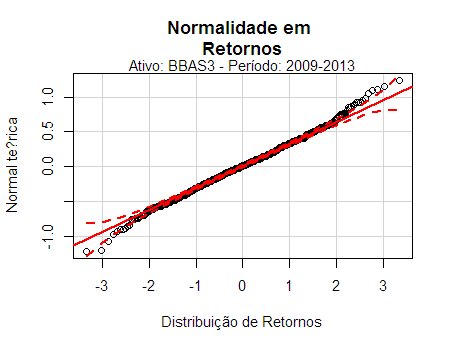 Normalidade em
Retornos
Ativo: BBAS3 - Período: 2009-2013
Normal te?rica
1.0
0.5
0.0
-1.0
-3 -2 -1 0 1 2 3
Distribuição de Retornos